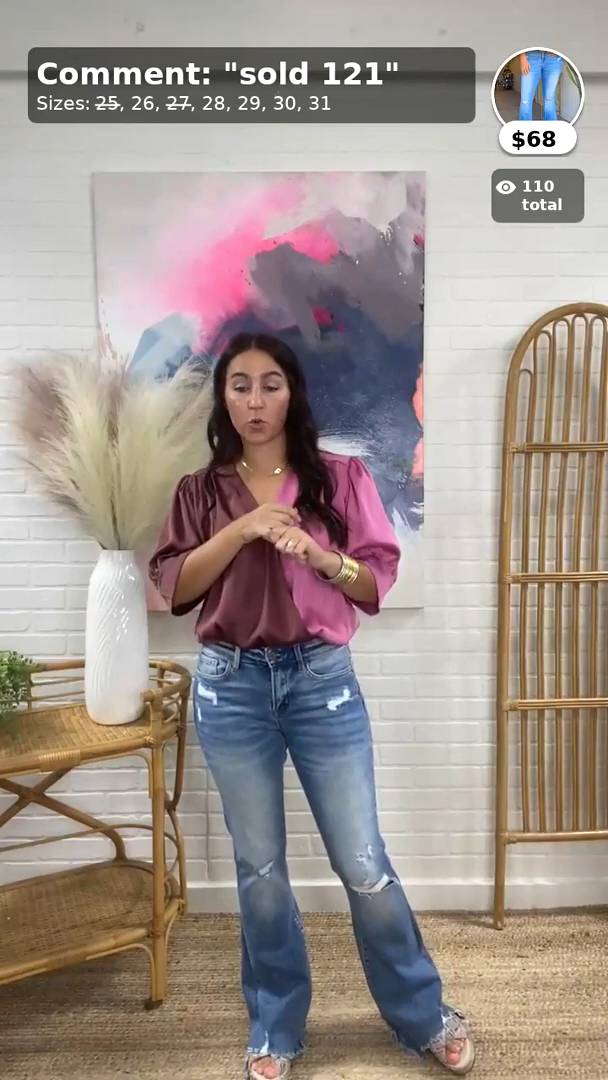 Comment: "sold 121"
Sizes: 25, 26, 27, 28, 29, 30, 31
$68
110
total